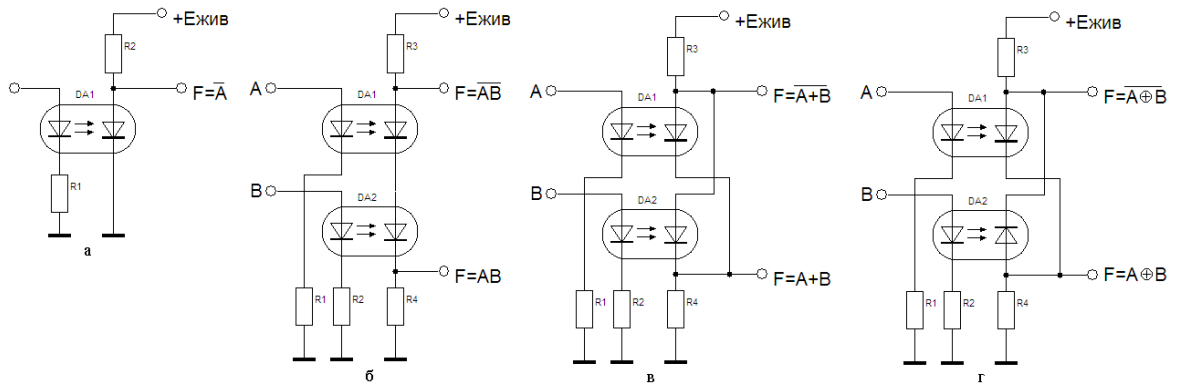 +Eжив
R2
DA1
F=A̅
R1
а
+Eжив
R3
A
DA1
F=A̅B̅
B
DA2
F=AB
R1
R2
R4
б
+Eжив
R3
A
DA1
F=A̅+̅B̅
B
DA2
F=A+B
R1
R2
R4
в
+Eжив
R3
A
DA1
F=A̅⊕̅B̅
B
DA2
F=A⊕B
R1
R2
R4
г